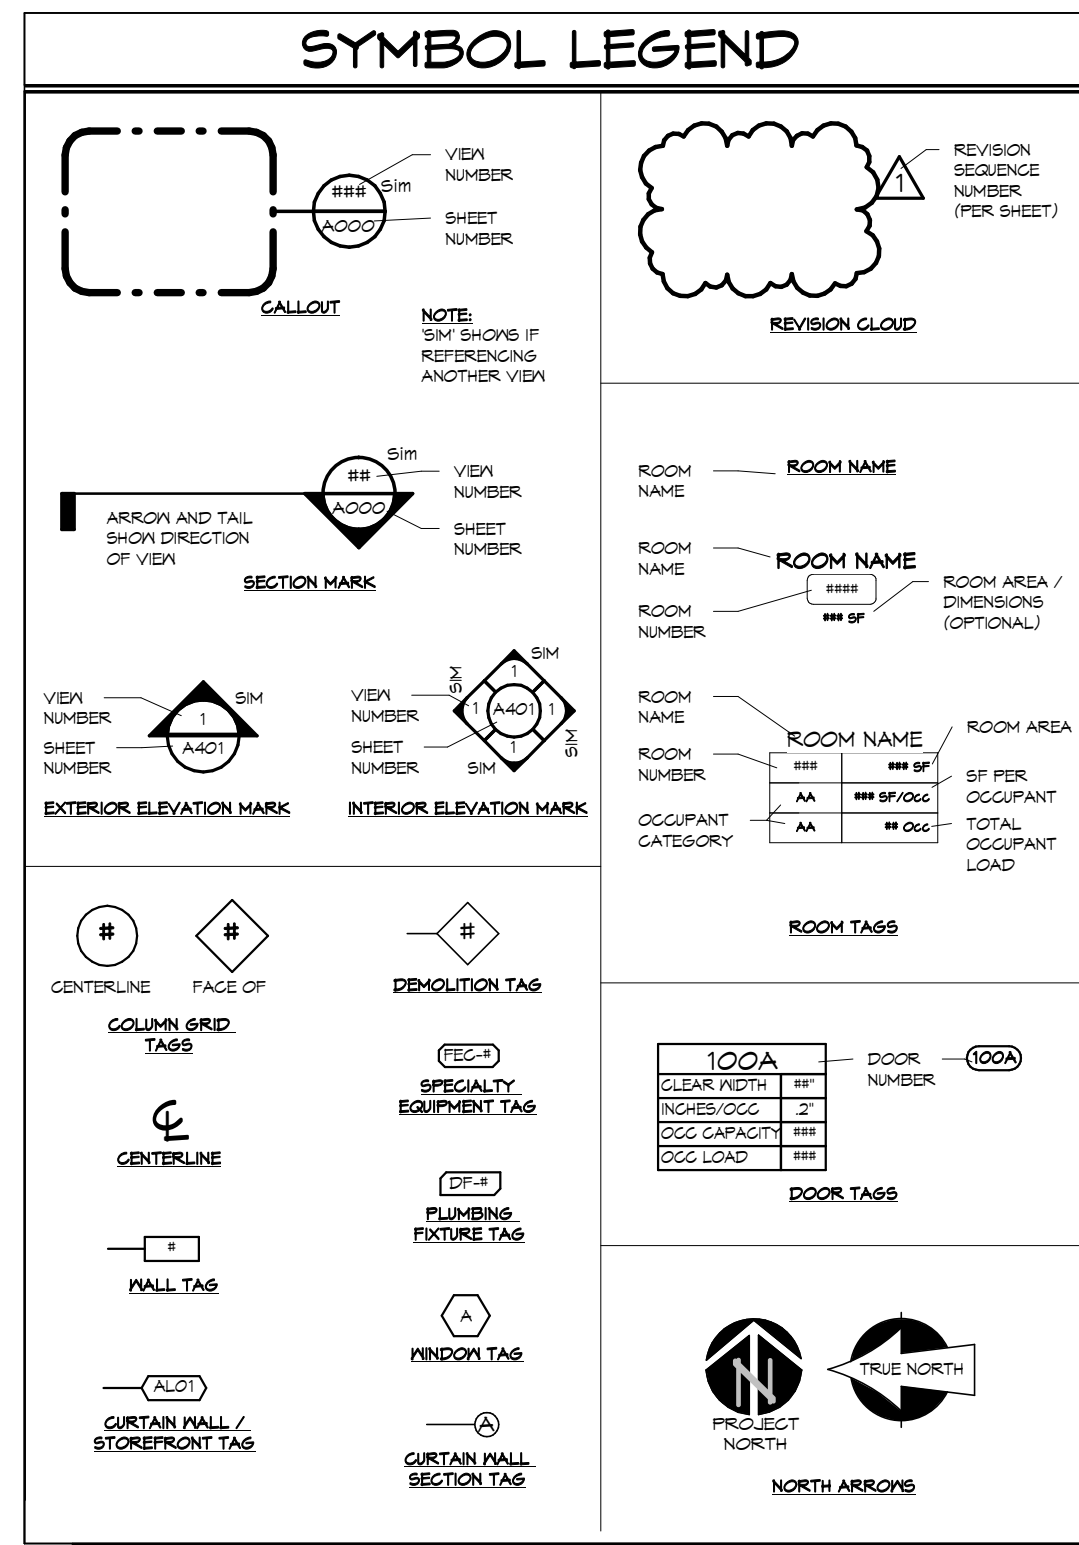 SYMBOL LEGEND
###
Sim
A000
VIEW
NUMBER
SHEET
NUMBER
CALLOUT
NOTE:
'SIM' SHOWS IF
REFERENCING
ANOTHER VIEW
Sim
##
A000
VIEW
NUMBER
SHEET
NUMBER
ARROW AND TAIL
SHOW DIRECTION
OF VIEW
SECTION MARK
VIEW
NUMBER
SHEET
NUMBER
SIM
1
A401
EXTERIOR ELEVATION MARK
VIEW
NUMBER
SHEET
NUMBER
SIM
SIM
1
1
A401
1
1
SIM
SIM
INTERIOR ELEVATION MARK
#
#
CENTERLINE
FACE OF
COLUMN GRID
TAGS
CL
CENTERLINE
#
WALL TAG
AL01
CURTAIN WALL /
STOREFRONT TAG
#
DEMOLITION TAG
FEC-#
SPECIALTY
EQUIPMENT TAG
DF-#
PLUMBING
FIXTURE TAG
A
WINDOW TAG
A
CURTAIN WALL
SECTION TAG
1
REVISION
SEQUENCE
NUMBER
(PER SHEET)
REVISION CLOUD
ROOM
NAME
ROOM NAME
ROOM
NAME
ROOM NAME
####
### SF
ROOM
NUMBER
ROOM AREA /
DIMENSIONS
(OPTIONAL)
ROOM
NAME
ROOM NAME
ROOM AREA
ROOM
NUMBER
### ### SF
AA ### SF/Occ
AA ## Occ
SF PER
OCCUPANT
OCCUPANT
CATEGORY
TOTAL
OCCUPANT
LOAD
ROOM TAGS
100A
CLEAR WIDTH ##"
INCHES/OCC .2"
OCC CAPACITY ###
OCC LOAD ###
DOOR
NUMBER
100A
DOOR TAGS
N
PROJECT
NORTH
TRUE NORTH
NORTH ARROWS